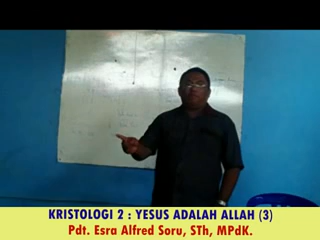 KRISTOLOGI 2 : YESUS ADALAH ALLAH (3)
Pdt. Esra Alfred Soru, STh, MPdK.